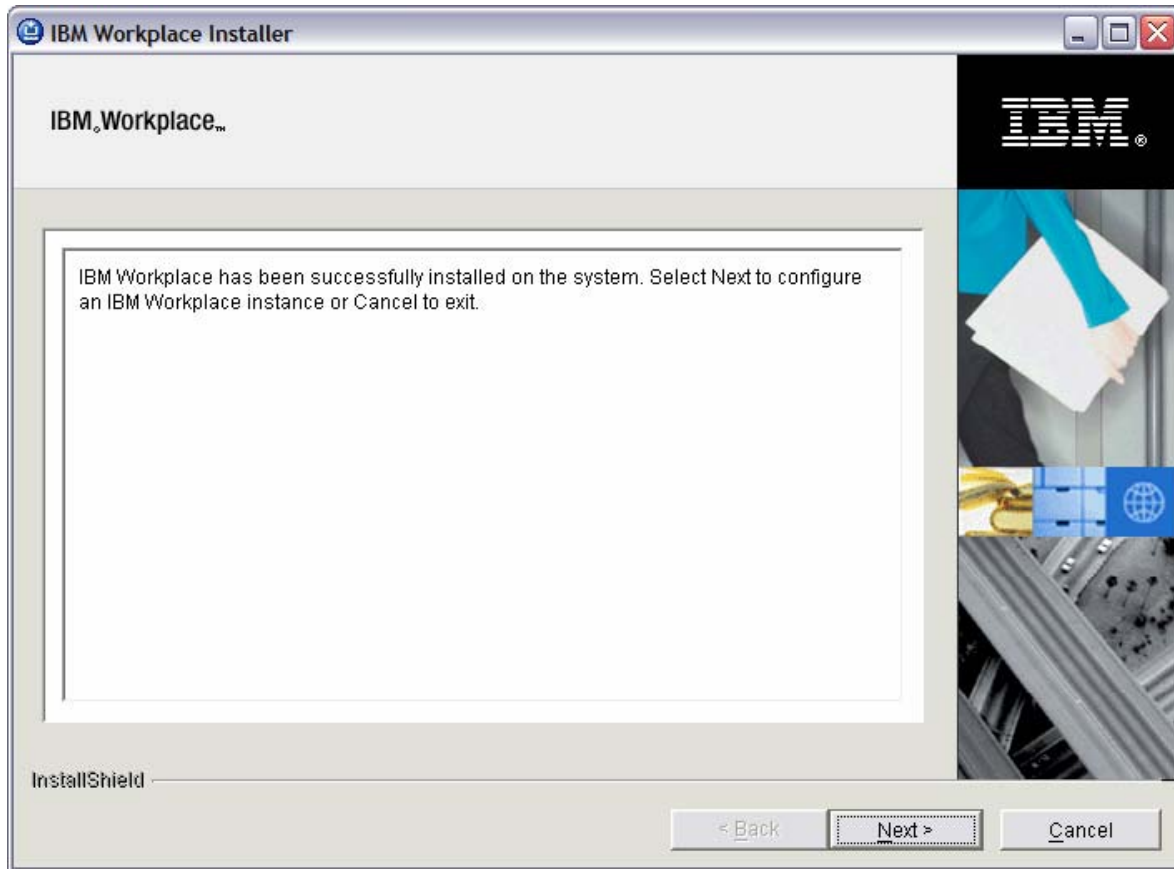 IBM Workplace Installer
IBM® Workplace™
IBM®
IBM Workplace has been successfully installed on the system. Select Next to configure
an IBM Workplace instance or Cancel to exit.
InstallShield
< Back
Next >
Cancel